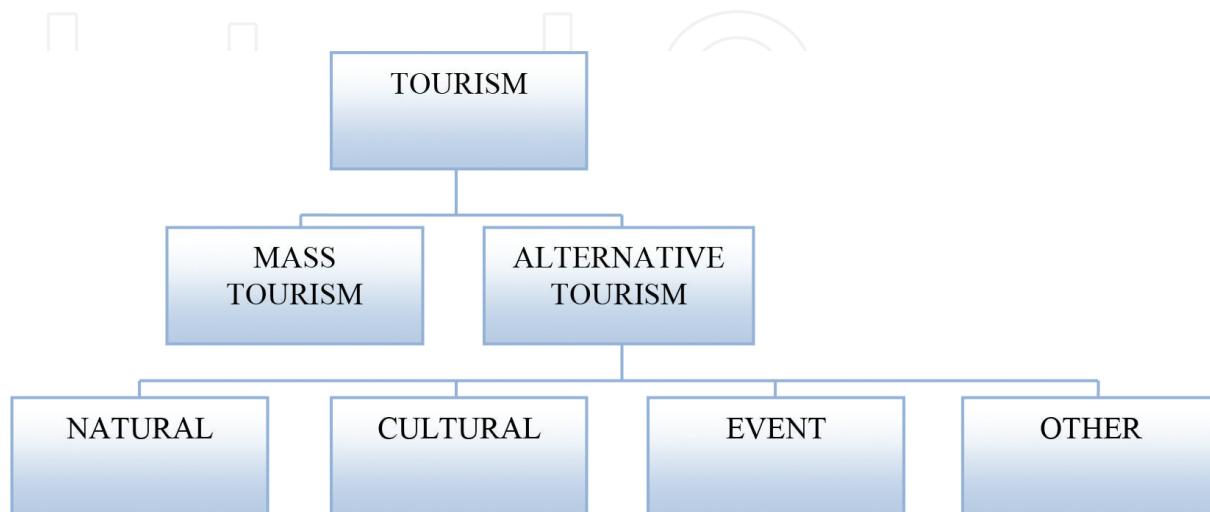 TOURISM
MASS
TOURISM
ALTERNATIVE
TOURISM
NATURAL
CULTURAL
EVENT
OTHER